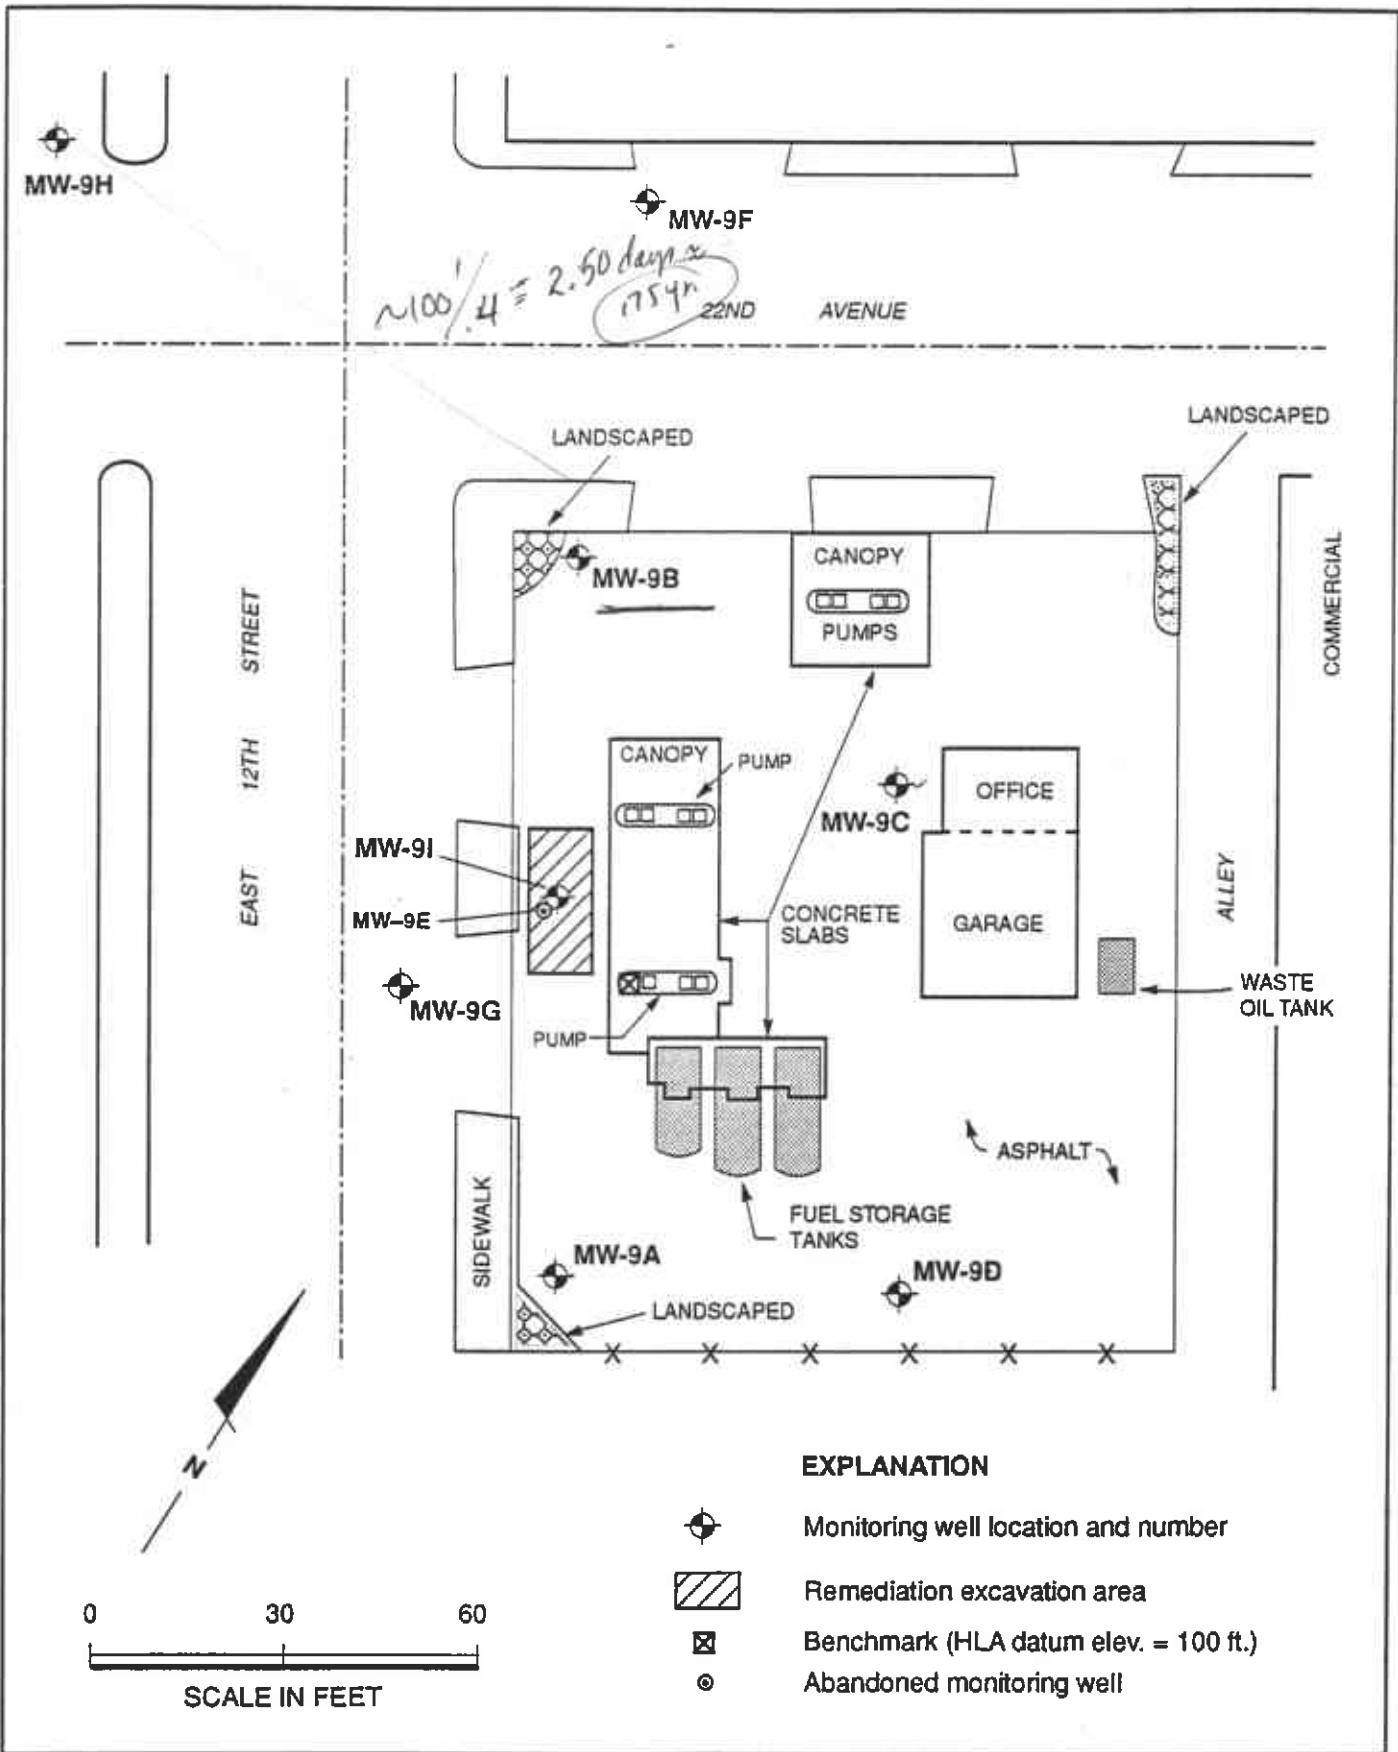 MW-9H
MW-9F
~100'/.4 = 2.50 days ≈
.75 yr
22ND AVENUE
LANDSCAPED
LANDSCAPED
CANOPY
PUMPS
MW-9B
COMMERCIAL
EAST 12TH STREET
CANOPY
PUMP
OFFICE
MW-9C
MW-9I
MW-9E
CONCRETE
SLABS
GARAGE
ALLEY
MW-9G
WASTE
OIL TANK
PUMP
ASPHALT
SIDEWALK
FUEL STORAGE
TANKS
MW-9A
MW-9D
LANDSCAPED
X X X X X X
N
EXPLANATION
Monitoring well location and number
Remediation excavation area
Benchmark (HLA datum elev. = 100 ft.)
Abandoned monitoring well
0 30 60
SCALE IN FEET